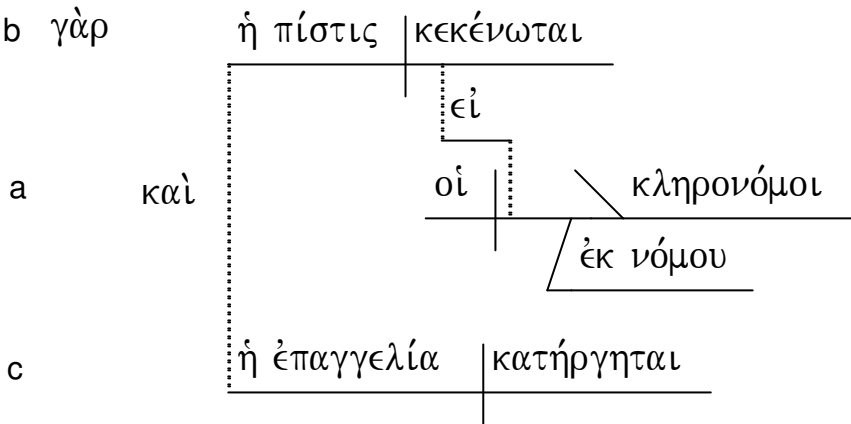 b γὰρ ἡ πίστις κεκένωται
εἰ
a καὶ οἱ κληρονόμοι
ἐκ νόμου
c ἡ ἐπαγγελία κατήργηται